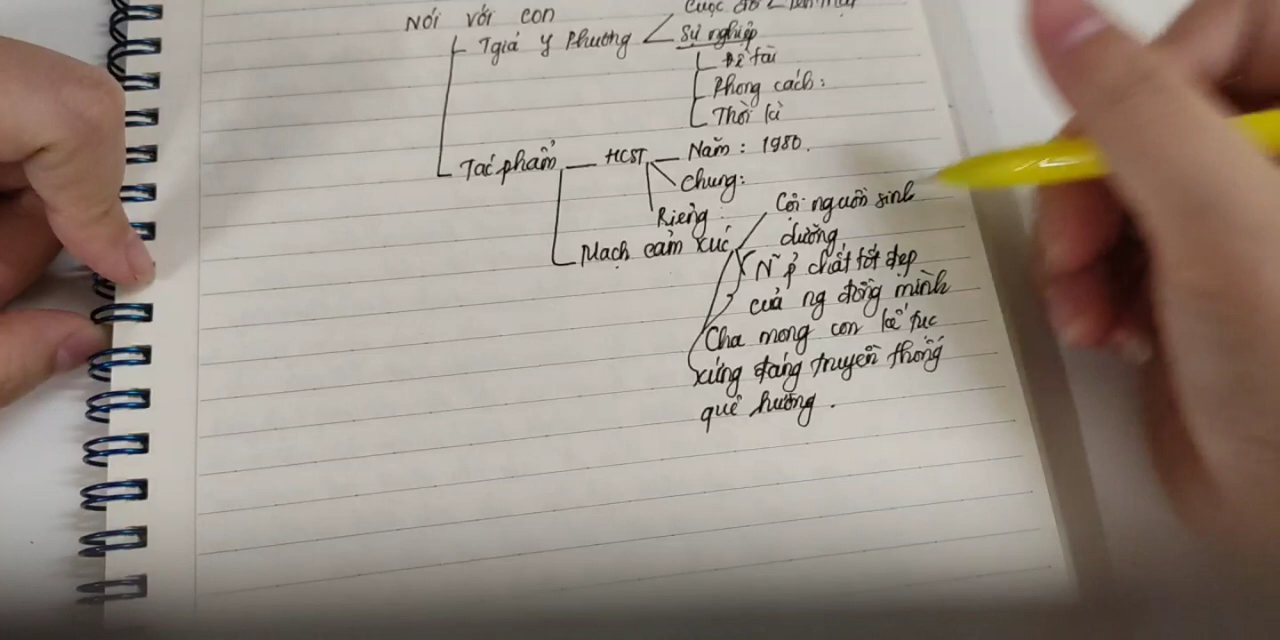 Nói với con
Cuộc đời
Tgiả Y Phương
Sự nghiệp
Đề tài
Phong cách:
Thời kì
Tác phẩm
HCST
Năm: 1980.
Chung:
Riêng:
Mạch cảm xúc
Cội nguồn sinh
dưỡng
Ng~ p chất tốt đẹp
của ng đồng mình
Cha mong con kế tục
xứng đáng truyền thống
quê hương.